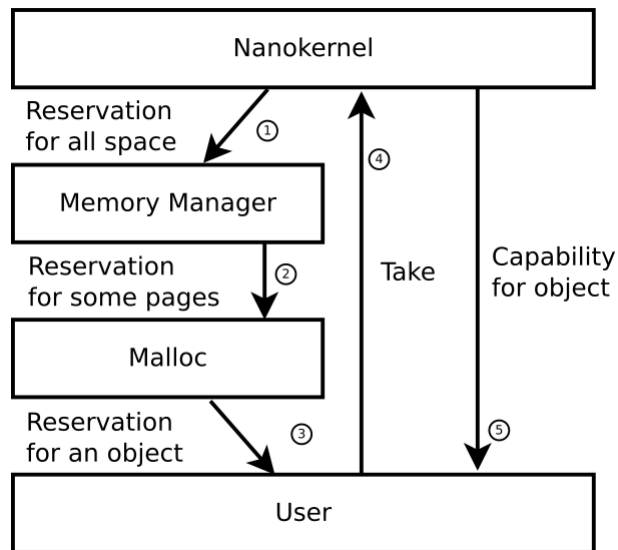 Nanokernel
Reservation
for all space
①
④
Memory Manager
Reservation
for some pages
②
Take
Capability
for object
Malloc
Reservation
for an object
③
⑤
User